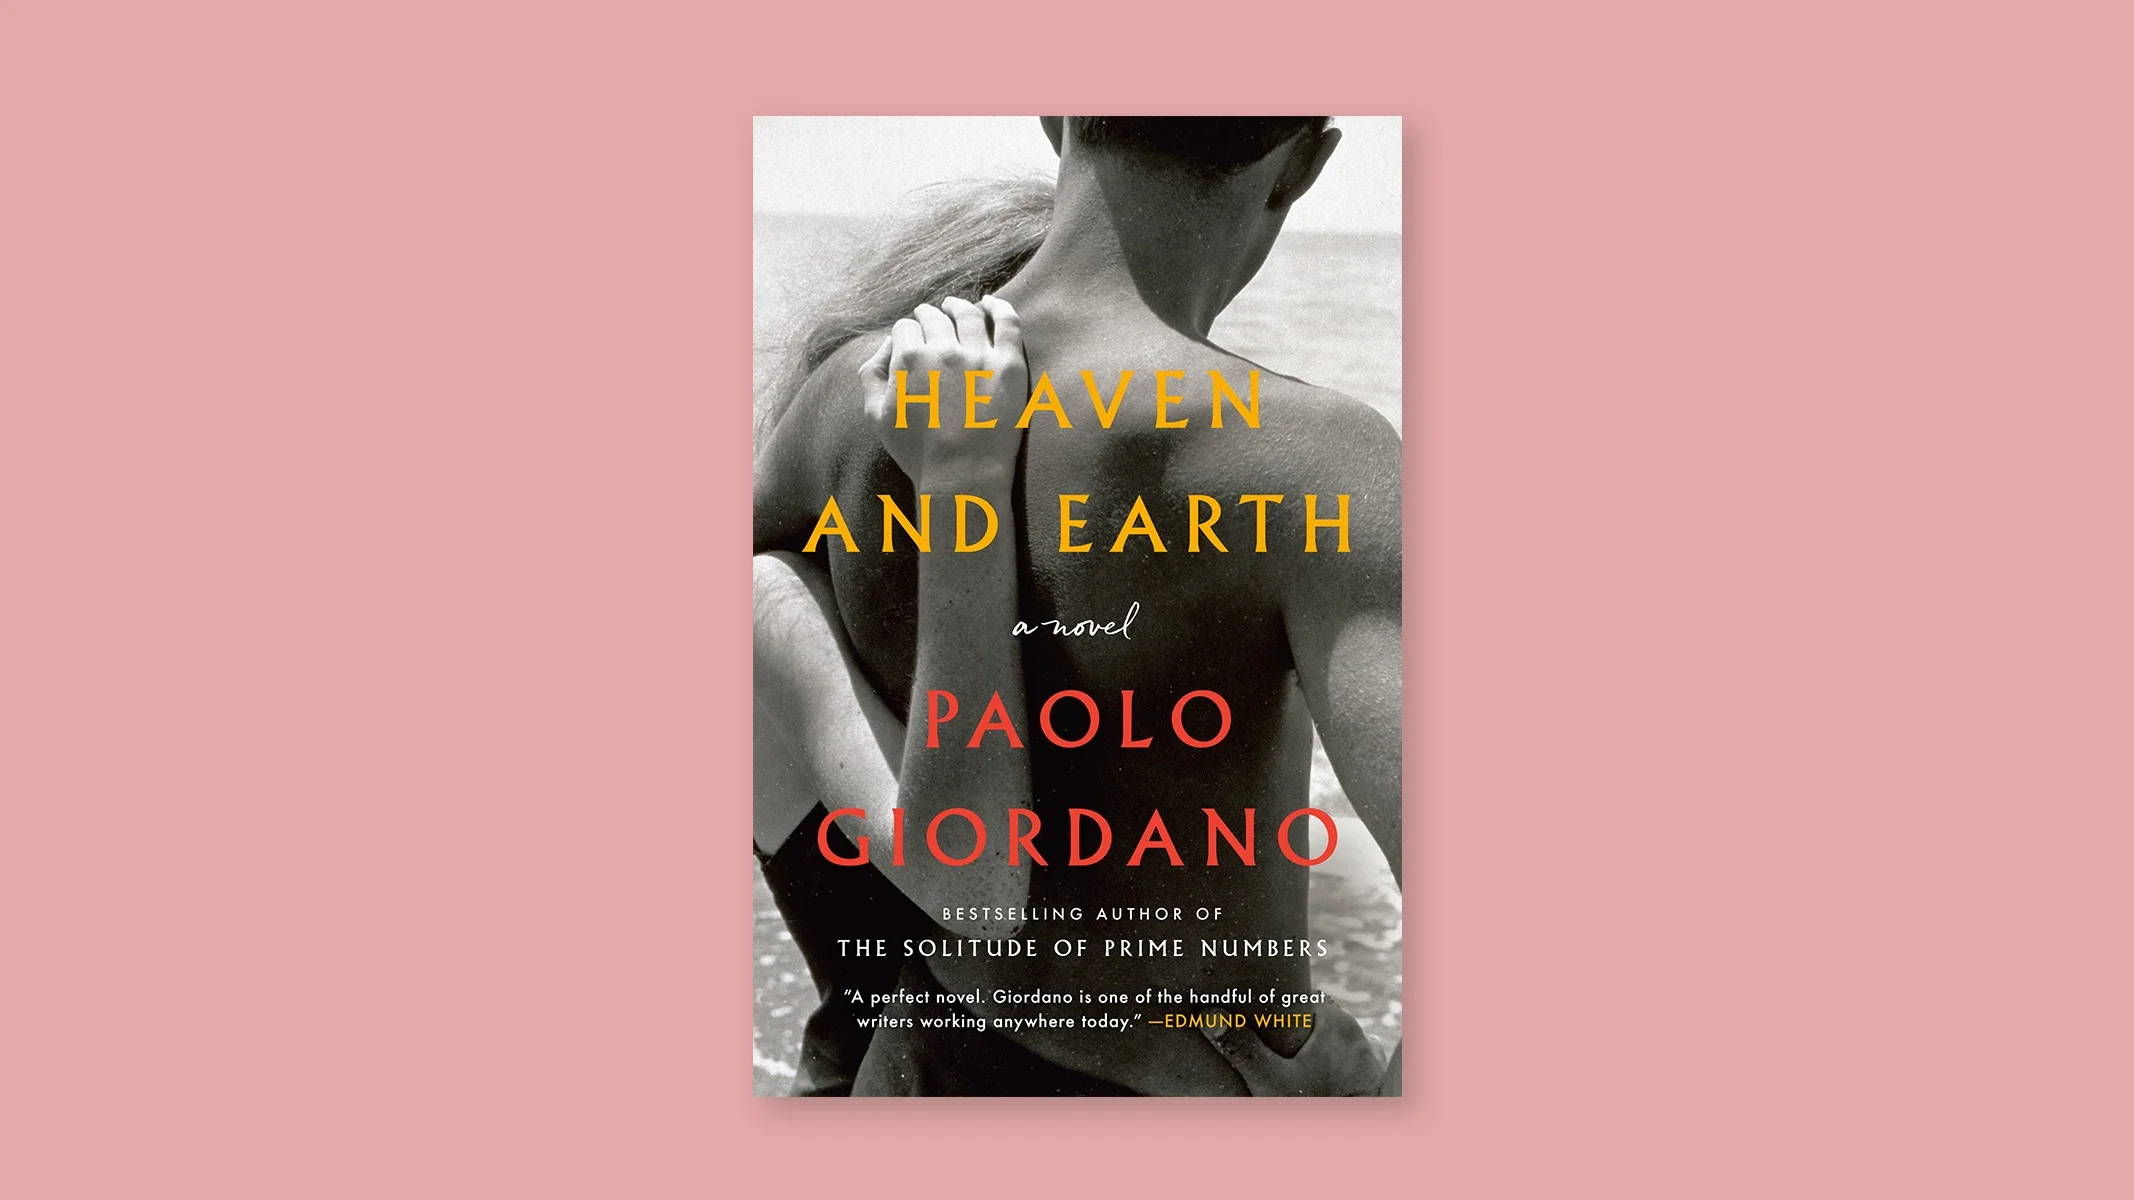 HEAVEN
AND EARTH
a novel
PAOLO
GIORDANO
BESTSELLING AUTHOR OF
THE SOLITUDE OF PRIME NUMBERS
“A perfect novel. Giordano is one of the handful of great
writers working anywhere today.” —EDMUND WHITE